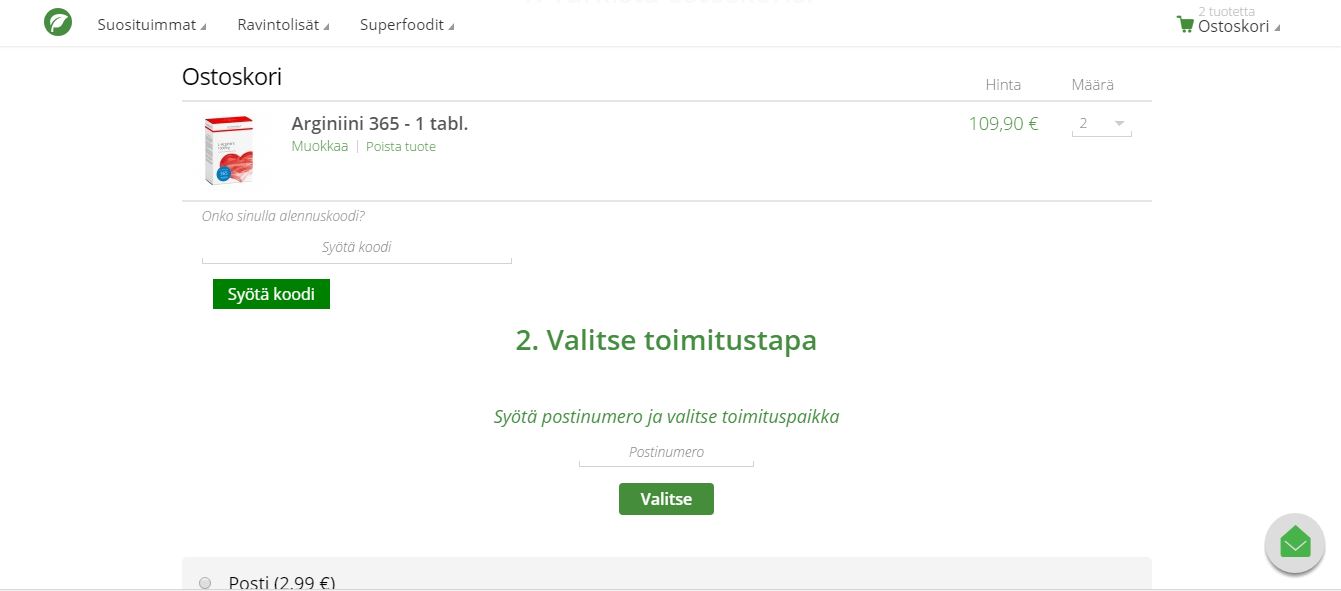 Suosituimmat
Ravintolisät
Superfoodit
2 tuotetta
Ostoskori
Ostoskori
Hinta
Määrä
Arginiini 365 - 1 tabl.
109,90 €
2
Muokkaa | Poista tuote
Onko sinulla alennuskoodi?
Syötä koodi
Syötä koodi
2. Valitse toimitustapa
Syötä postinumero ja valitse toimituspaikka
Postinumero
Valitse
Posti (2,99 €)